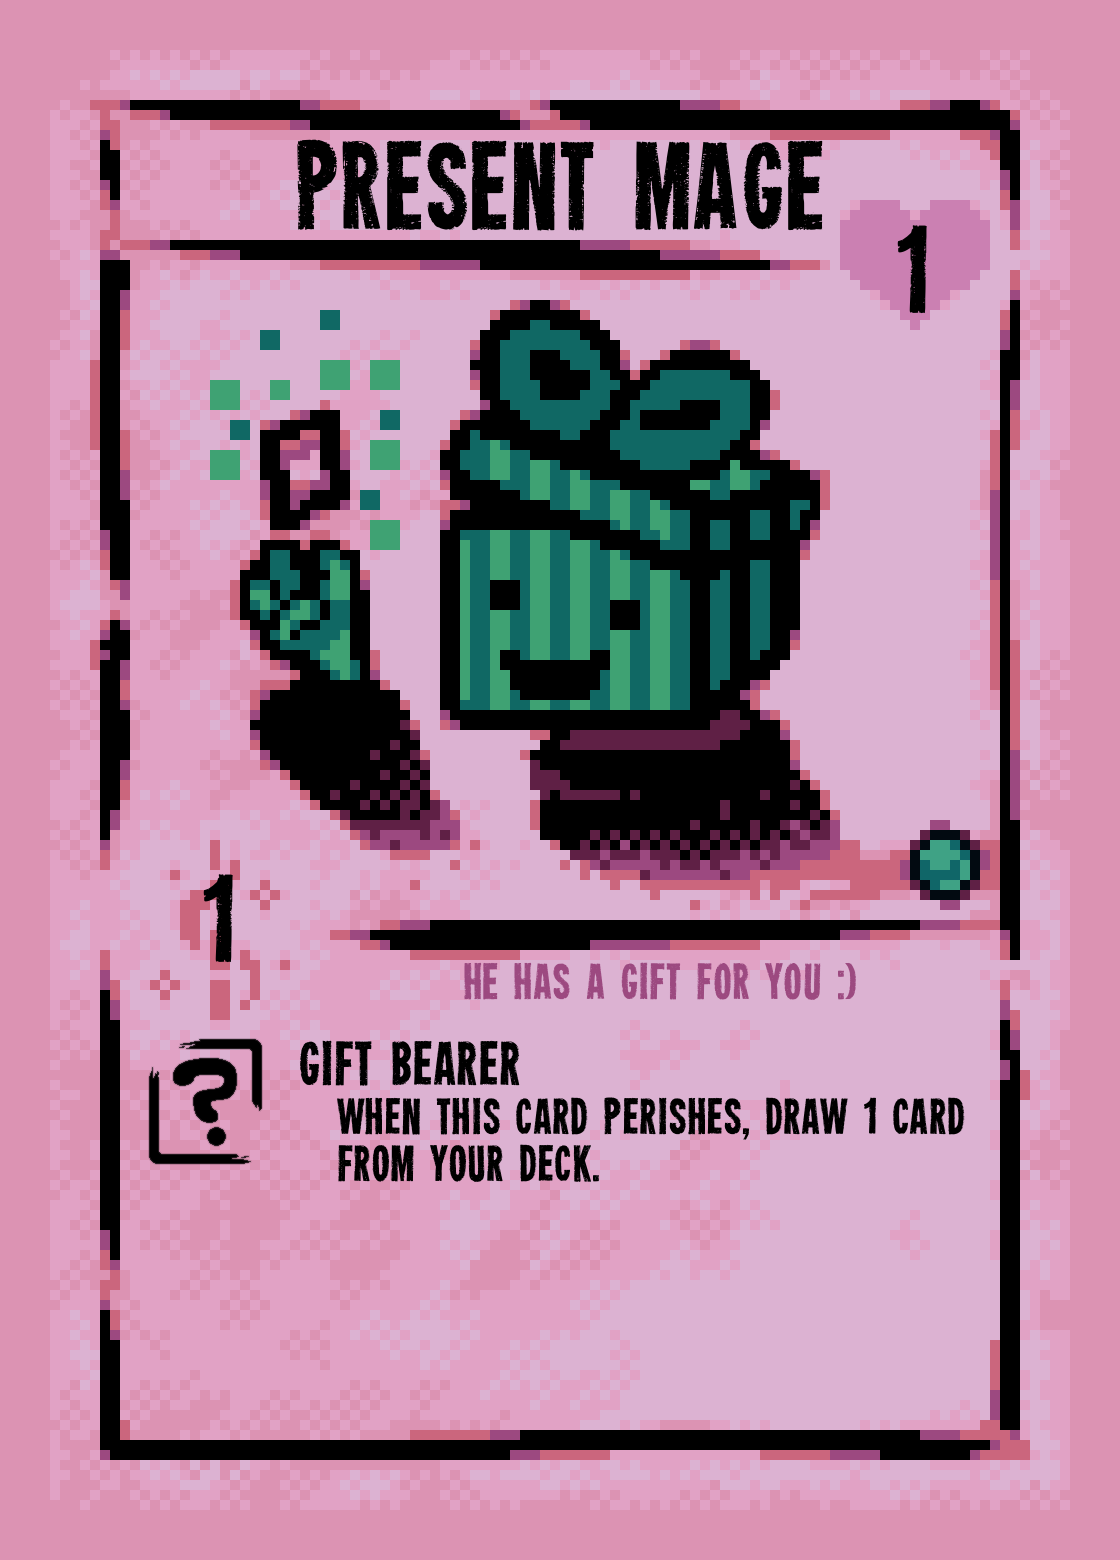 PRESENT MAGE
1
1
HE HAS A GIFT FOR YOU :)
?
GIFT BEARER
WHEN THIS CARD PERISHES, DRAW 1 CARD
FROM YOUR DECK.